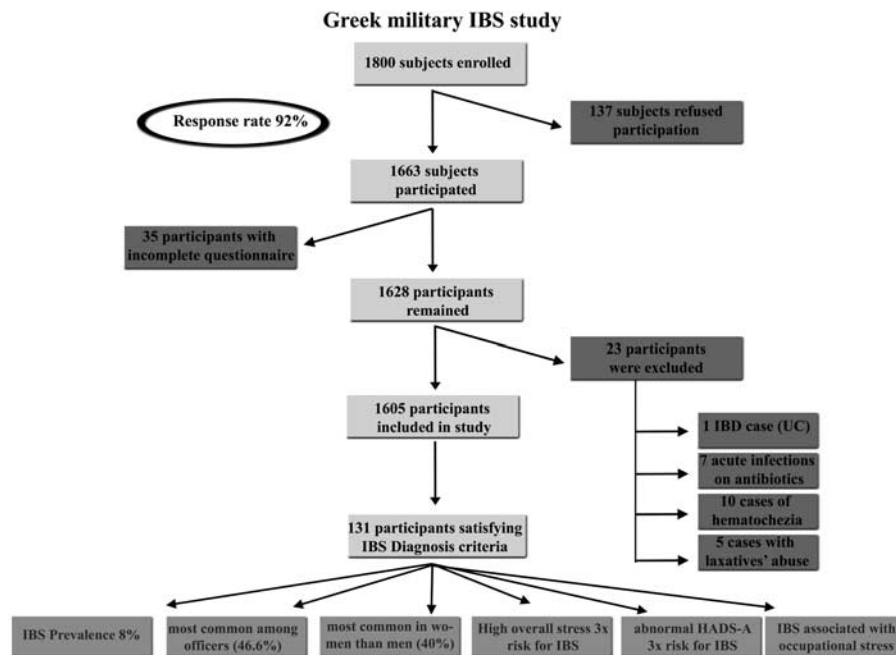 Greek military IBS study
1800 subjects enrolled
Response rate 92%
137 subjects refused
participation
1663 subjects
participated
35 participants with
incomplete questionnaire
1628 participants
remained
23 participants
were excluded
1605 participants
included in study
1 IBD case (UC)
7 acute infections
on antibiotics
10 cases of
hematochezia
5 cases with
laxatives' abuse
131 participants satisfying
IBS Diagnosis criteria
IBS Prevalence 8%
most common among
officers (46.6%)
most common in wo-
men than men (40%)
High overall stress 3x
risk for IBS
abnormal HADS-A
3x risk for IBS
IBS associated with
occupational stress